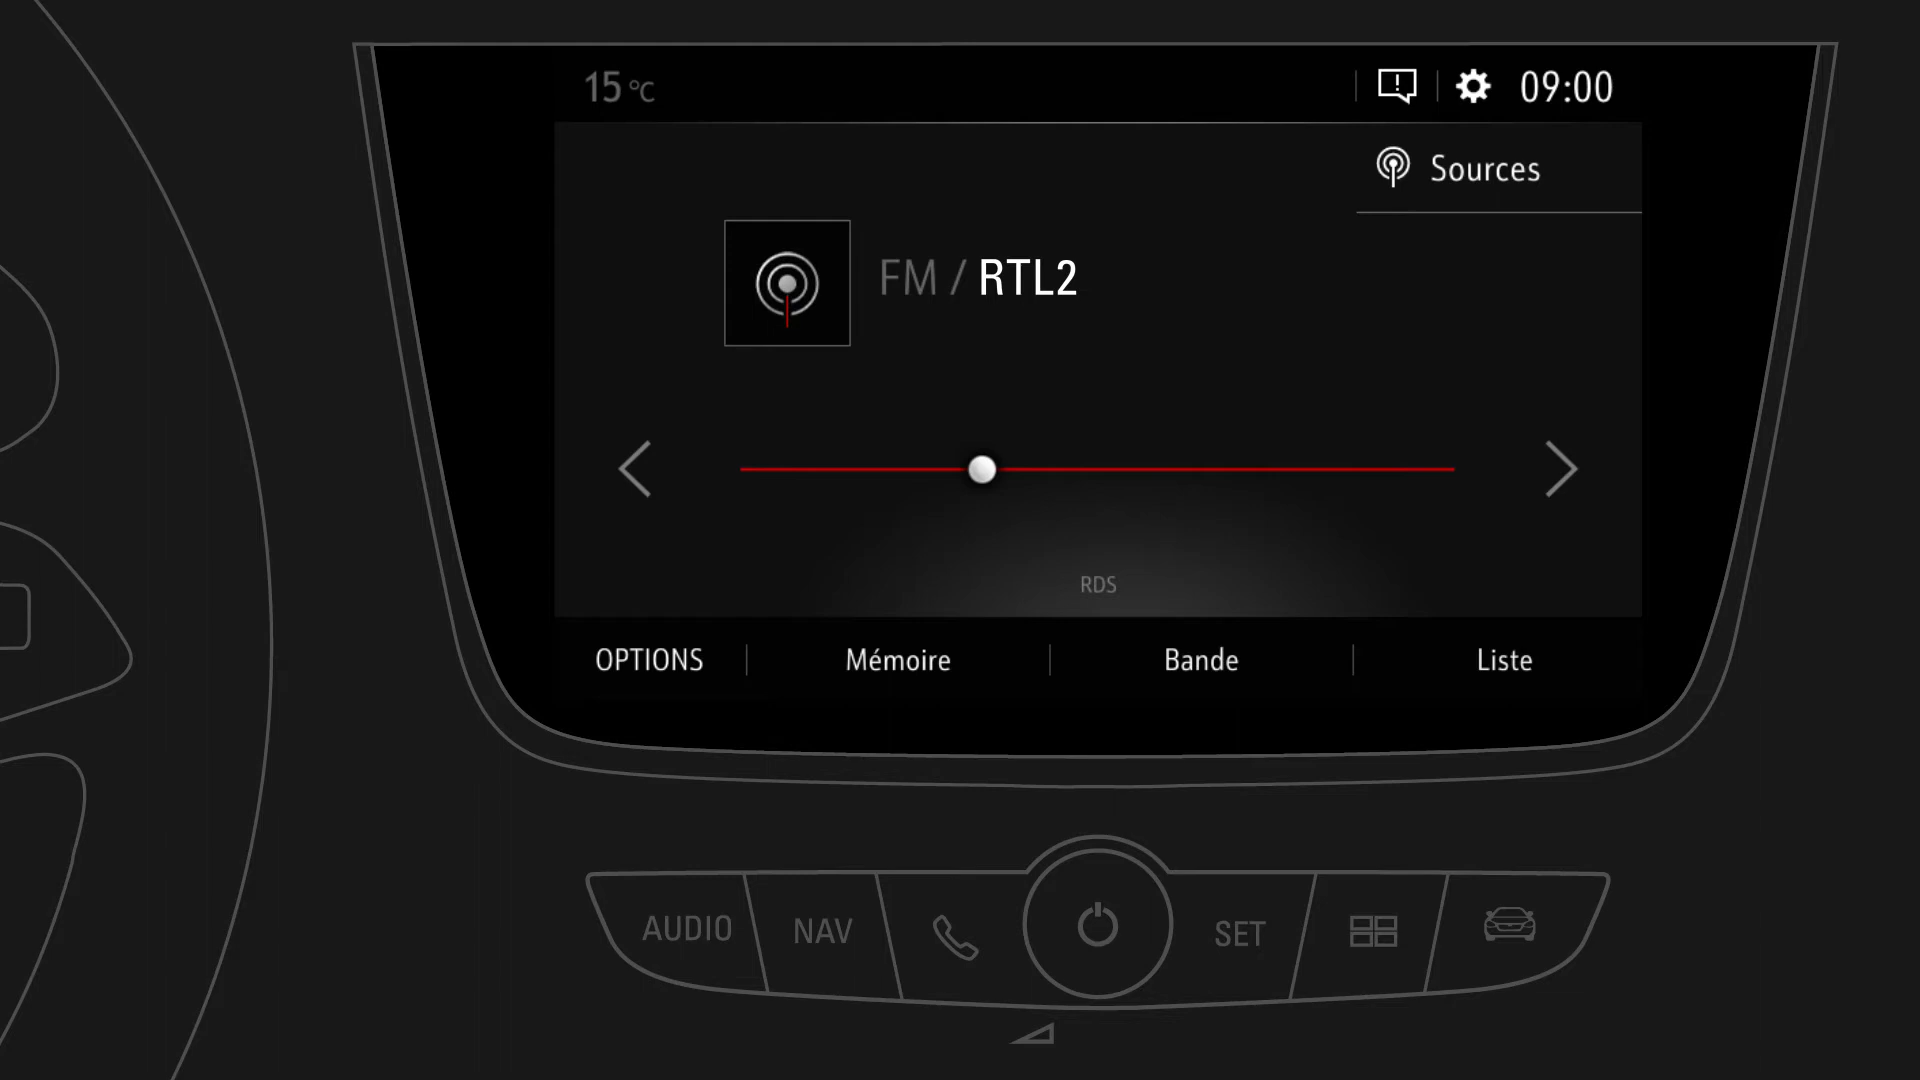 15 °C
09:00
Sources
FM / RTL2
RDS
OPTIONS
Mémoire
Bande
Liste
AUDIO
NAV
SET